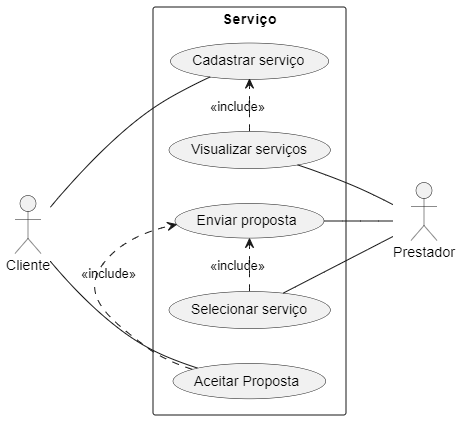 Serviço
Cadastrar serviço
«include»
Visualizar serviços
Enviar proposta
Cliente
Prestador
«include»
«include»
Selecionar serviço
Aceitar Proposta